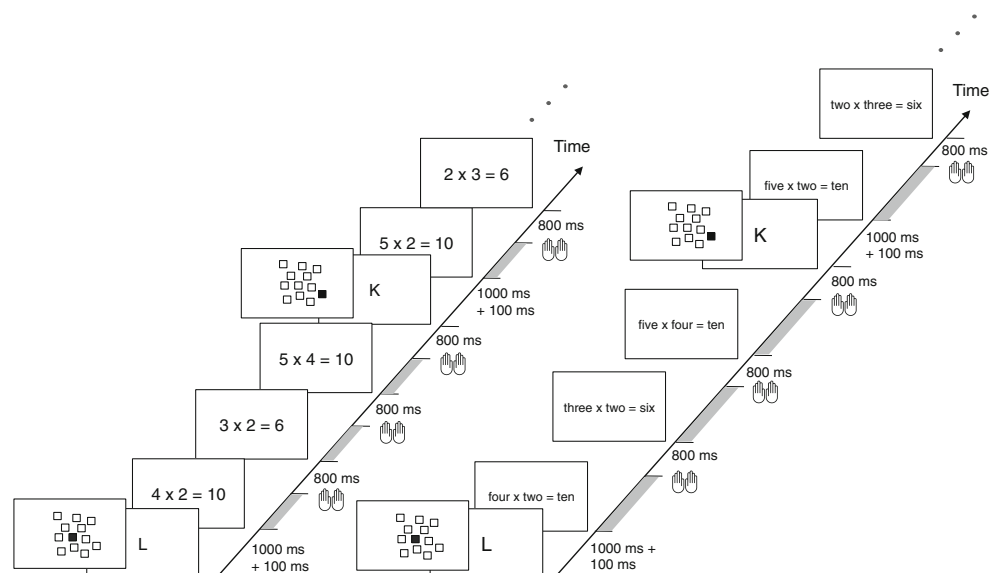 Time
2 x 3 = 6
800 ms
5 x 2 = 10
K
1000 ms
+ 100 ms
5 x 4 = 10
800 ms
3 x 2 = 6
800 ms
4 x 2 = 10
800 ms
L
1000 ms
+ 100 ms
Time
two x three = six
800 ms
five x two = ten
K
1000 ms
+ 100 ms
800 ms
five x four = ten
800 ms
three x two = six
800 ms
four x two = ten
L
1000 ms +
100 ms